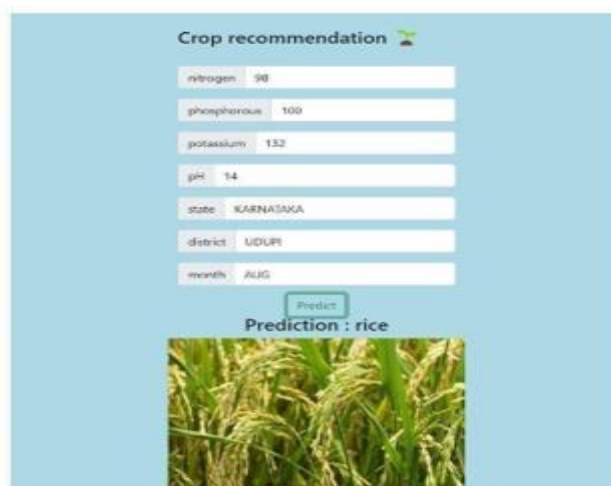 Crop recommendation
nitrogen 98
phosphorous 100
potassium 132
pH 14
state KARNATAKA
district UDUPI
month AUG
Predict
Prediction : rice